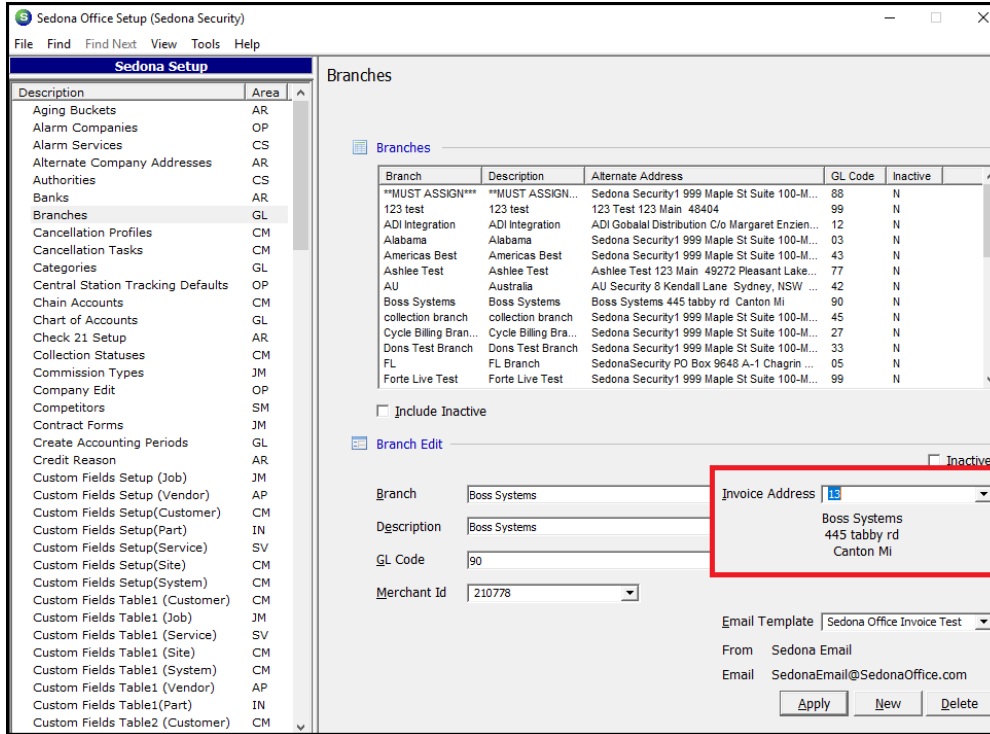 Sedona Office Setup (Sedona Security)
File Find Find Next View Tools Help
Sedona Setup
Description Area
Aging Buckets AR
Alarm Companies OP
Alarm Services CS
Alternate Company Addresses AR
Authorities CS
Banks AR
Branches GL
Cancellation Profiles CM
Cancellation Tasks CM
Categories GL
Central Station Tracking Defaults OP
Chain Accounts CM
Chart of Accounts GL
Check 21 Setup AR
Collection Statuses CM
Commission Types JM
Company Edit OP
Competitors SM
Contract Forms JM
Create Accounting Periods GL
Credit Reason AR
Custom Fields Setup (Job) JM
Custom Fields Setup (Vendor) AP
Custom Fields Setup(Customer) CM
Custom Fields Setup(Part) IN
Custom Fields Setup(Service) SV
Custom Fields Setup(Site) CM
Custom Fields Setup(System) CM
Custom Fields Table1 (Customer) CM
Custom Fields Table1 (Job) JM
Custom Fields Table1 (Service) SV
Custom Fields Table1 (Site) CM
Custom Fields Table1 (System) CM
Custom Fields Table1 (Vendor) AP
Custom Fields Table1(Part) IN
Custom Fields Table2 (Customer) CM
Branches
Branches
Branch Description Alternate Address GL Code Inactive
**MUST ASSIGN*** **MUST ASSIGN... Sedona Security1 999 Maple St Suite 100-M... 88 N
123 test 123 test 123 Test 123 Main 48404 99 N
ADI Integration ADI Integration ADI Gobalal Distribution C/o Margaret Enzien... 12 N
Alabama Alabama Sedona Security1 999 Maple St Suite 100-M... 03 N
Americas Best Americas Best Sedona Security1 999 Maple St Suite 100-M... 43 N
Ashlee Test Ashlee Test Ashlee Test 123 Main 49272 Pleasant Lake... 77 N
AU Australia AU Security 8 Kendall Lane Sydney, NSW ... 42 N
Boss Systems Boss Systems Boss Systems 445 tabby rd Canton Mi 90 N
collection branch collection branch Sedona Security1 999 Maple St Suite 100-M... 45 N
Cycle Billing Bran... Cycle Billing Bra... Sedona Security1 999 Maple St Suite 100-M... 27 N
Dons Test Branch Dons Test Branch Sedona Security1 999 Maple St Suite 100-M... 33 N
FL FL Branch SedonaSecurity PO Box 9648 A-1 Chagrin ... 05 N
Forte Live Test Forte Live Test Sedona Security1 999 Maple St Suite 100-M... 99 N
Include Inactive
Branch Edit
Inactive
Branch Boss Systems
Description Boss Systems
GL Code 90
Merchant Id 210778
Invoice Address 13
Boss Systems
445 tabby rd
Canton Mi
Email Template Sedona Office Invoice Test
From Sedona Email
Email SedonaEmail@SedonaOffice.com
Apply New Delete